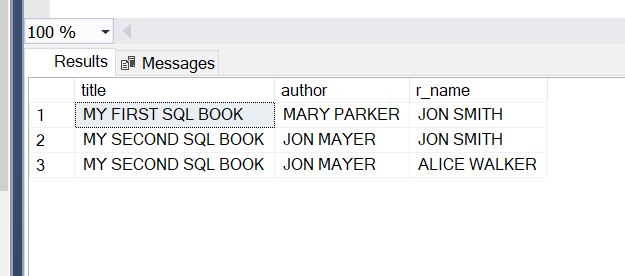 100 %
Results Messages
title author r_name
1 MY FIRST SQL BOOK MARY PARKER JON SMITH
2 MY SECOND SQL BOOK JON MAYER JON SMITH
3 MY SECOND SQL BOOK JON MAYER ALICE WALKER